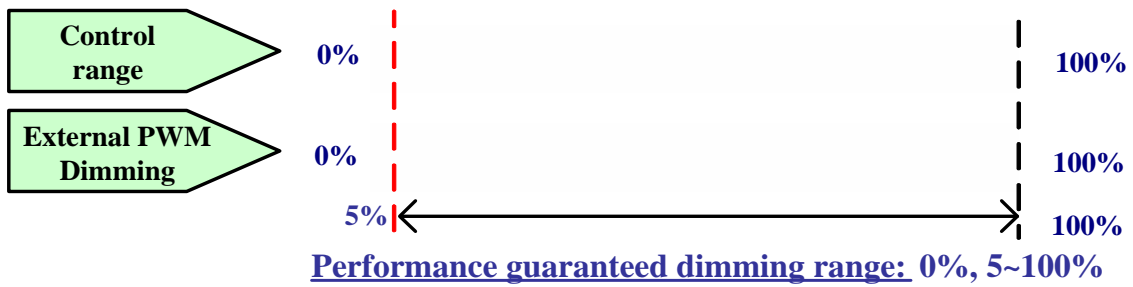 Control
range
0%
100%
External PWM
Dimming
0%
100%
5%
100%
Performance guaranteed dimming range: 0%, 5~100%